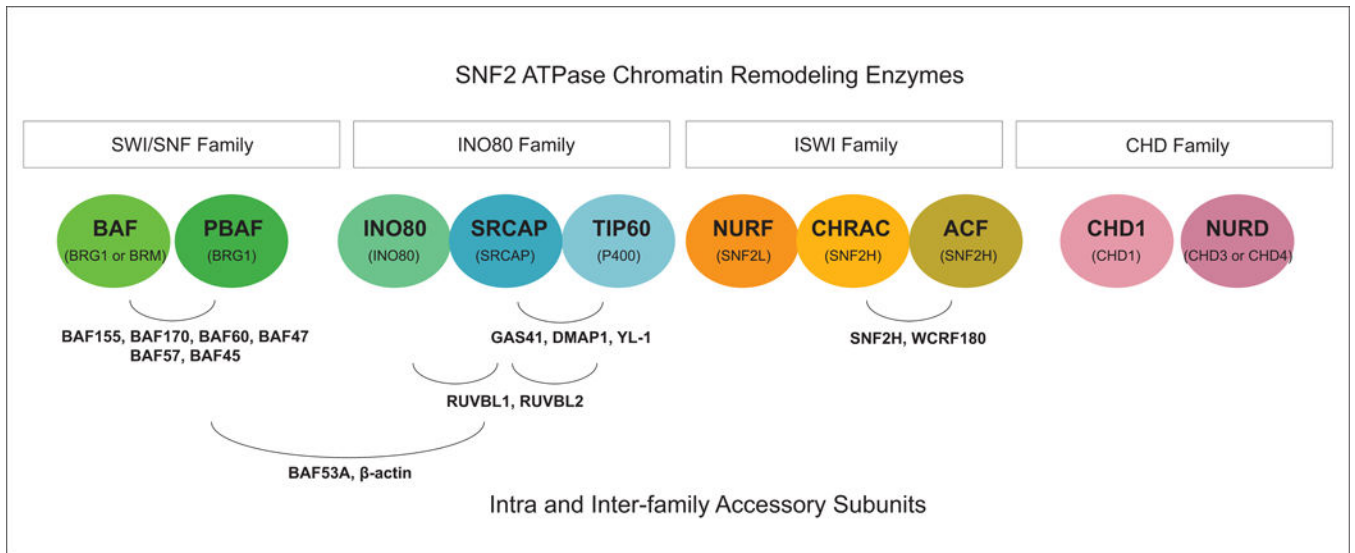 SNF2 ATPase Chromatin Remodeling Enzymes
SWI/SNF Family
INO80 Family
ISWI Family
CHD Family
BAF
(BRG1 or BRM)
PBAF
(BRG1)
INO80
(INO80)
SRCAP
(SRCAP)
TIP60
(P400)
NURF
(SNF2L)
CHRAC
(SNF2H)
ACF
(SNF2H)
CHD1
(CHD1)
NURD
(CHD3 or CHD4)
BAF155, BAF170, BAF60, BAF47
BAF57, BAF45
GAS41, DMAP1, YL-1
SNF2H, WCRF180
RUVBL1, RUVBL2
BAF53A, β-actin
Intra and Inter-family Accessory Subunits